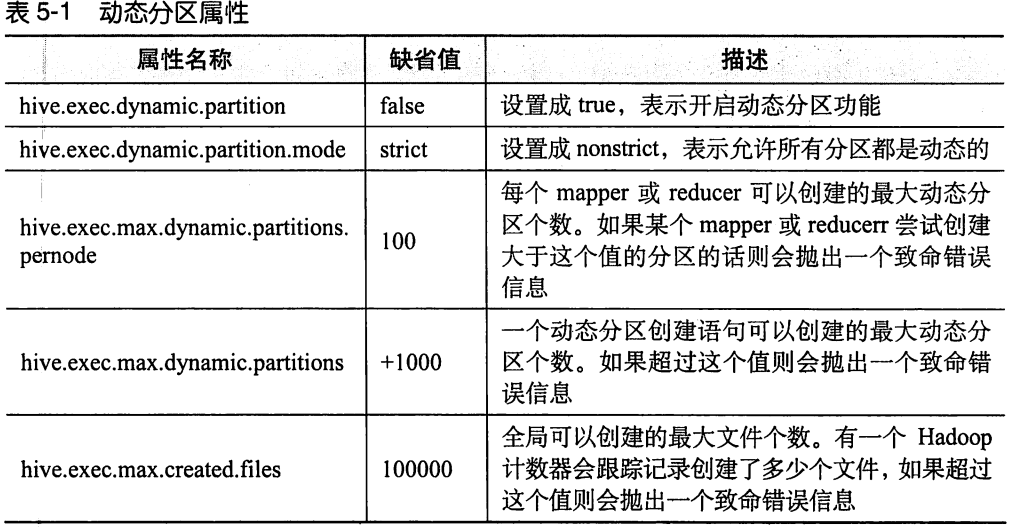 表 5-1 动态分区属性
属性名称 缺省值 描述
hive.exec.dynamic.partition false 设置成 true，表示开启动态分区功能
hive.exec.dynamic.partition.mode strict 设置成 nonstrict，表示允许所有分区都是动态的
hive.exec.max.dynamic.partitions.
pernode
100
每个 mapper 或 reducer 可以创建的最大动态分
区个数。如果某个 mapper 或 reducerr 尝试创建
大于这个值的分区的话则会抛出一个致命错误
信息
hive.exec.max.dynamic.partitions
+1000
一个动态分区创建语句可以创建的最大动态分
区个数。如果超过这个值则会抛出一个致命错
误信息
hive.exec.max.created.files
100000
全局可以创建的最大文件个数。有一个 Hadoop
计数器会跟踪记录创建了多少个文件，如果超过
这个值则会抛出一个致命错误信息